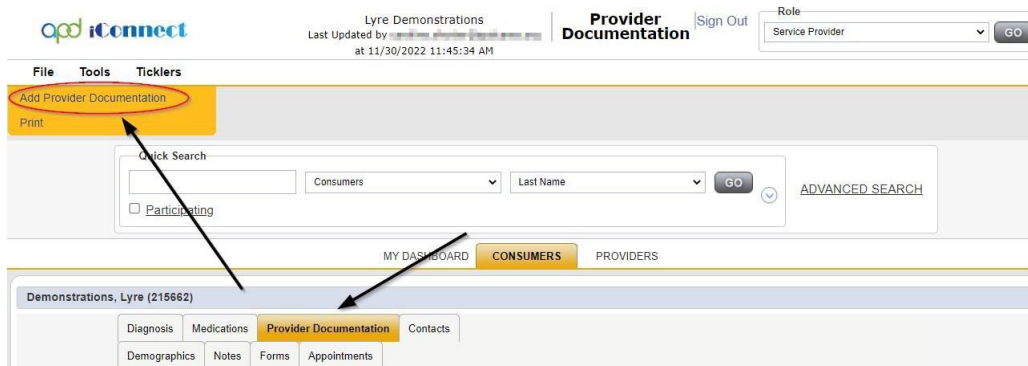 apd iConnect
Lyre Demonstrations
Last Updated by
at 11/30/2022 11:45:34 AM
Provider
Documentation
Sign Out
Role
Service Provider
GO
File Tools Ticklers
Add Provider Documentation
Print
Quick Search
Consumers Last Name GO
ADVANCED SEARCH
Participating
MY DASHBOARD CONSUMERS PROVIDERS
Demonstrations, Lyre (215662)
Diagnosis Medications Provider Documentation Contacts
Demographics Notes Forms Appointments